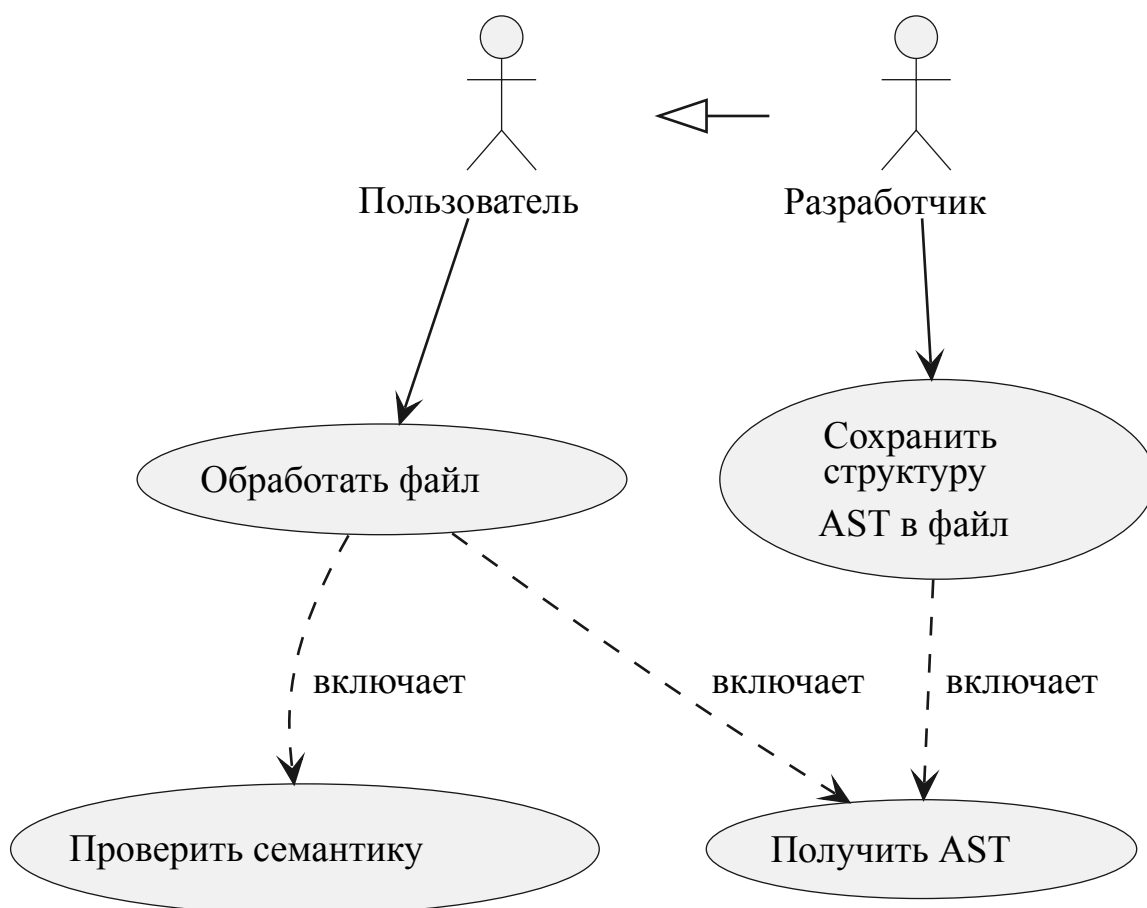 Пользователь
Разработчик
Обработать файл
Сохранить
структуру
AST в файл
включает
включает
включает
Проверить семантику
Получить AST